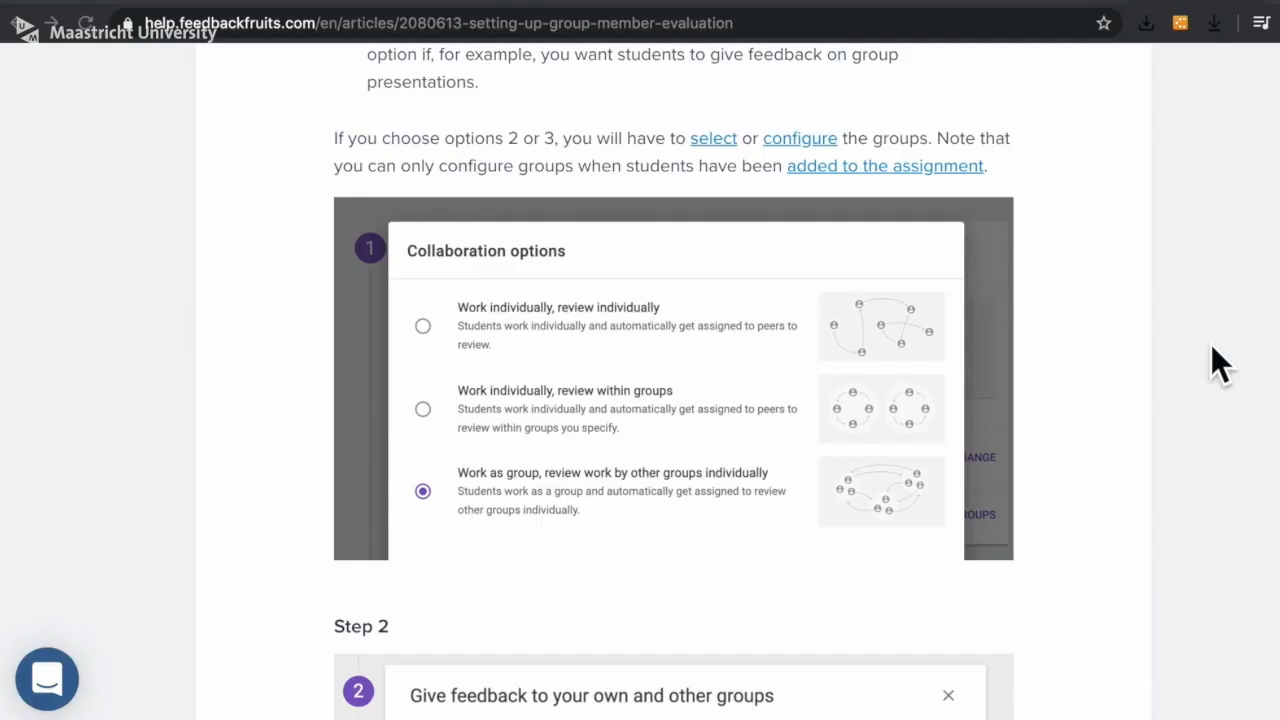 help.feedbackfruits.com/en/articles/2080613-setting-up-group-member-evaluation
Maastricht University
option if, for example, you want students to give feedback on group
presentations.
If you choose options 2 or 3, you will have to select or configure the groups. Note that
you can only configure groups when students have been added to the assignment.
1
Collaboration options
Work individually, review individually
Students work individually and automatically get assigned to peers to
review.
Work individually, review within groups
Students work individually and automatically get assigned to peers to
review within groups you specify.
ANGE
Work as group, review work by other groups individually
Students work as a group and automatically get assigned to review
other groups individually.
OUPS
Step 2
2
Give feedback to your own and other groups